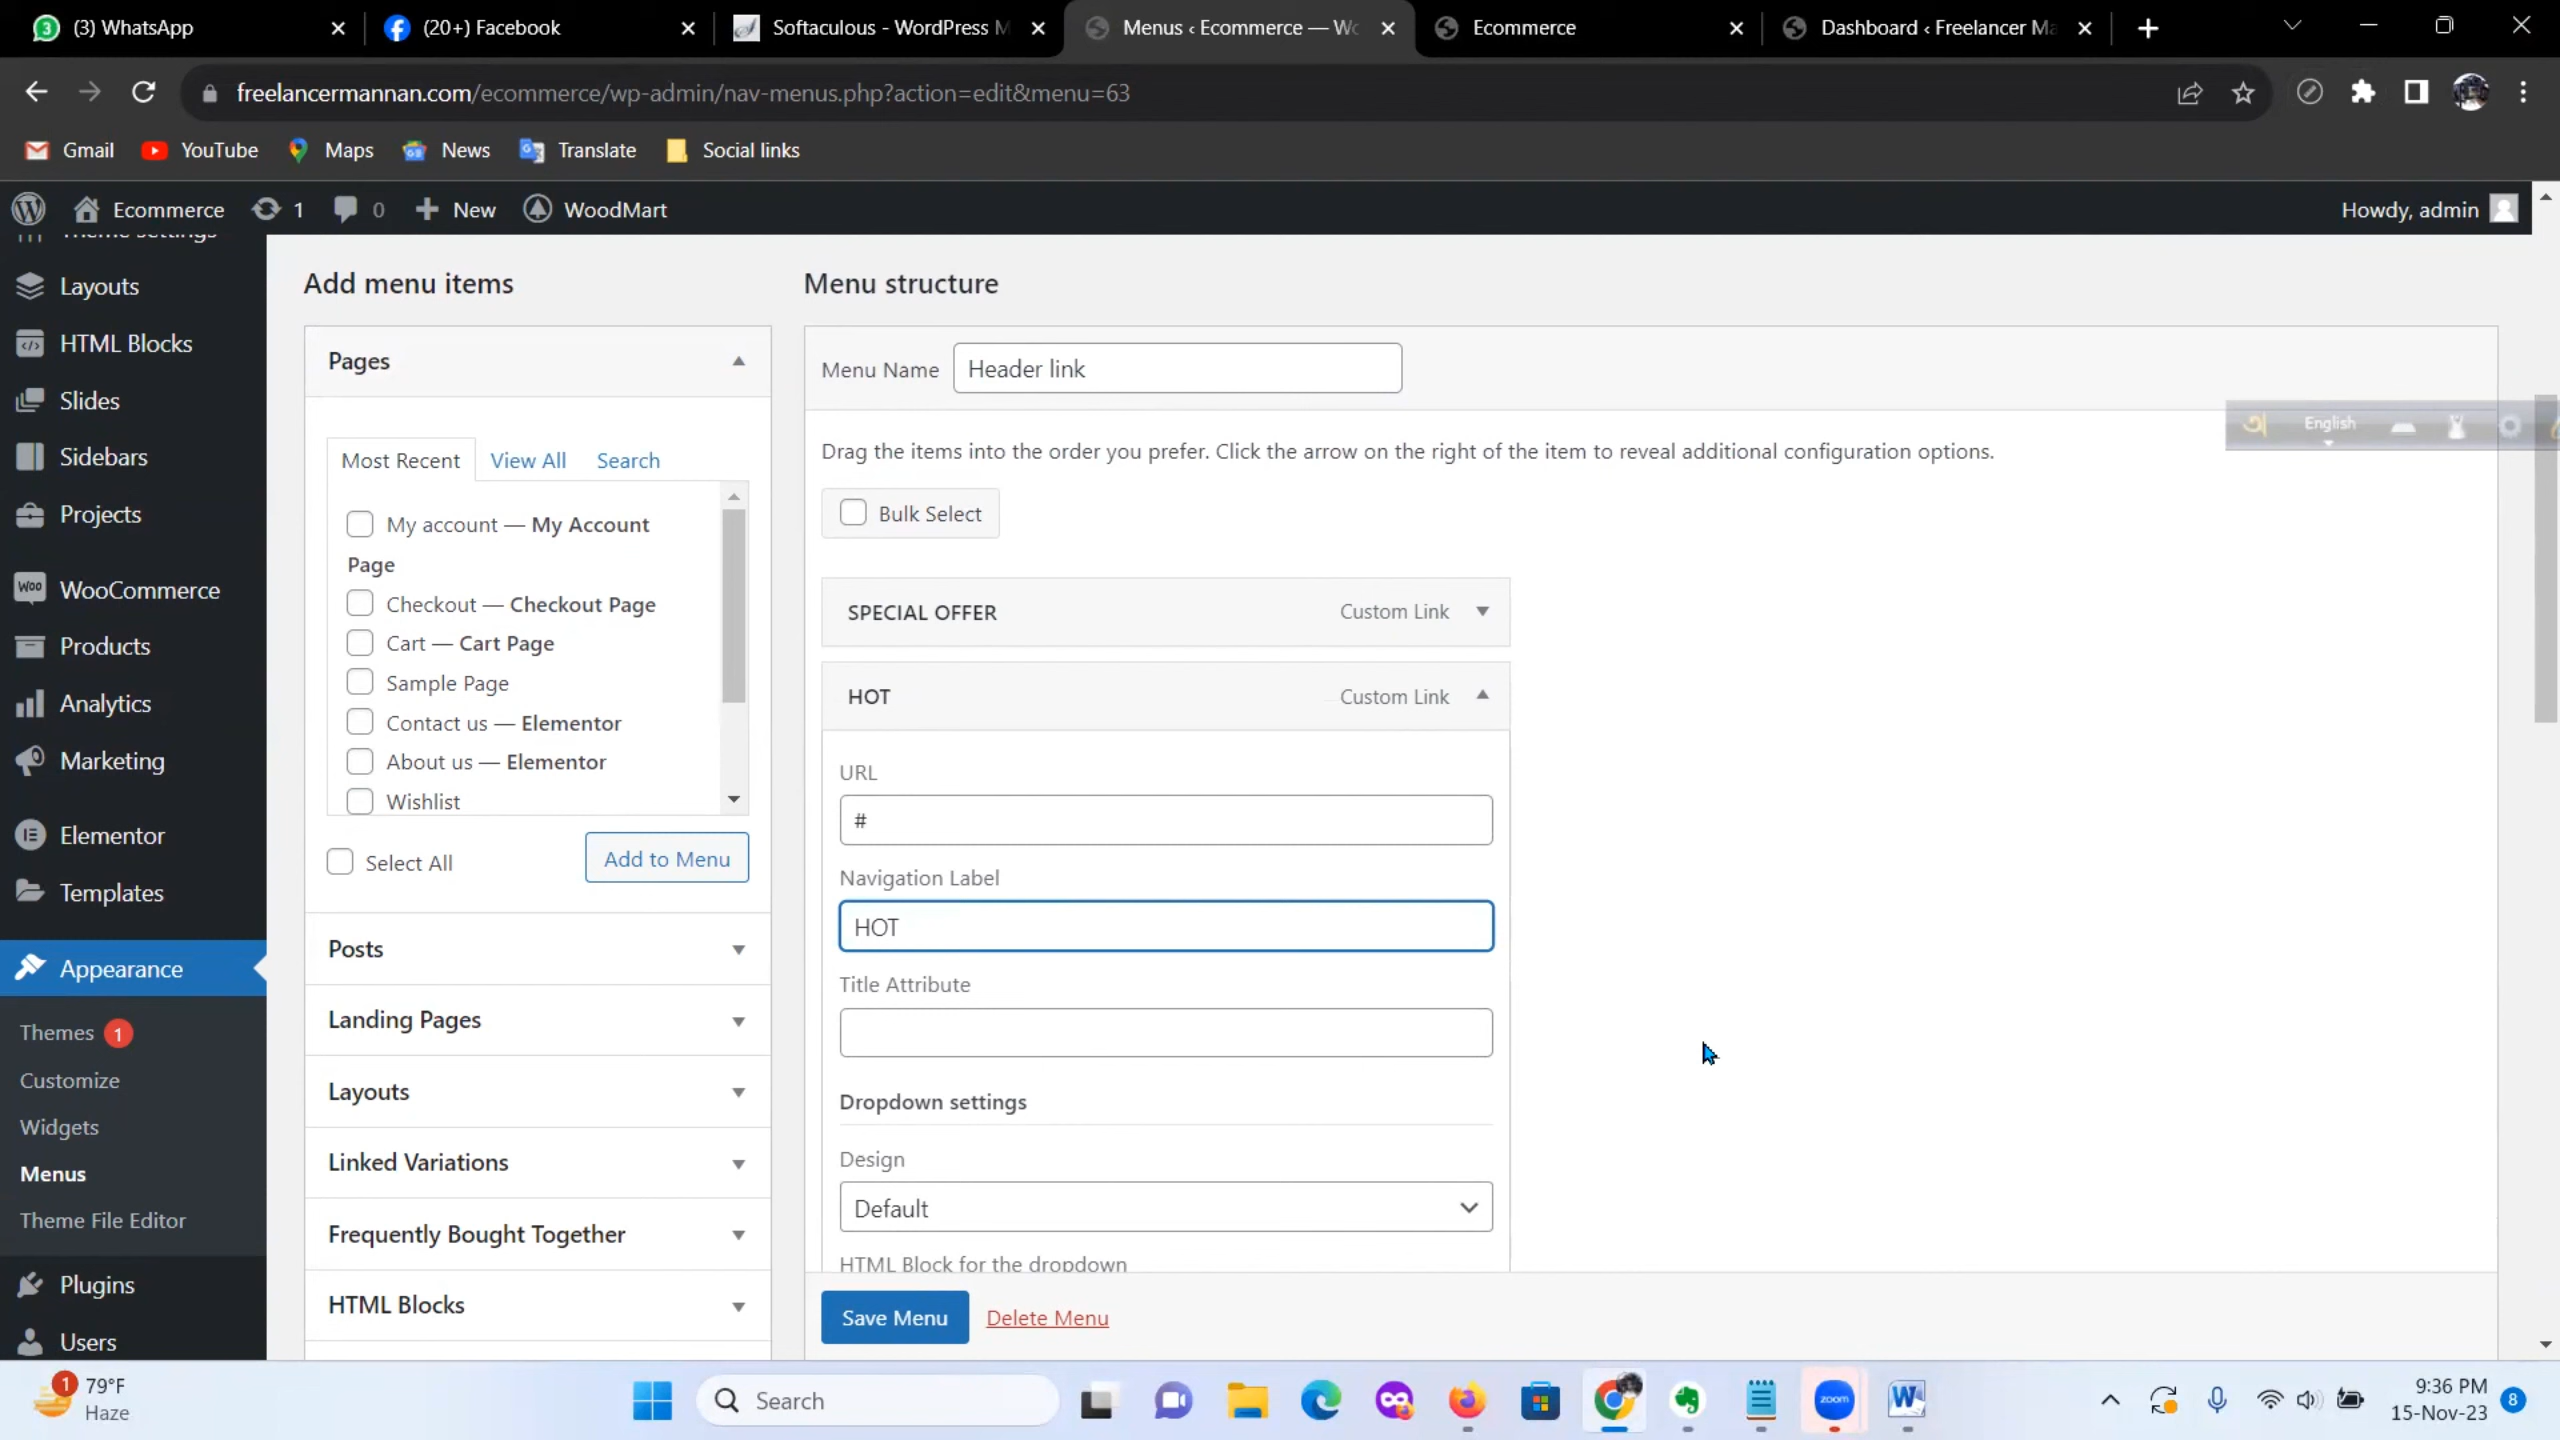 (3) WhatsApp
(20+) Facebook
Softaculous - WordPress M
Menus ‹ Ecommerce — Wo
Ecommerce
Dashboard ‹ Freelancer Ma
freelancermannan.com/ecommerce/wp-admin/nav-menus.php?action=edit&menu=63
Gmail
YouTube
Maps
News
Translate
Social links
Ecommerce
1
0
New
WoodMart
Howdy, admin
Theme settings
Layouts
HTML Blocks
Slides
Sidebars
Projects
WooCommerce
Products
Analytics
Marketing
Elementor
Templates
Appearance
Themes 1
Customize
Widgets
Menus
Theme File Editor
Plugins
Users
Add menu items
Pages
Most Recent
View All
Search
My account — My Account
Page
Checkout — Checkout Page
Cart — Cart Page
Sample Page
Contact us — Elementor
About us — Elementor
Wishlist
Select All
Add to Menu
Posts
Landing Pages
Layouts
Linked Variations
Frequently Bought Together
HTML Blocks
Menu structure
Menu Name
Header link
Drag the items into the order you prefer. Click the arrow on the right of the item to reveal additional configuration options.
Bulk Select
English
SPECIAL OFFER
Custom Link
HOT
Custom Link
URL
#
Navigation Label
HOT
Title Attribute
Dropdown settings
Design
Default
HTML Block for the dropdown
Save Menu
Delete Menu
1
79°F
Haze
Search
zoom
9:36 PM
15-Nov-23
8